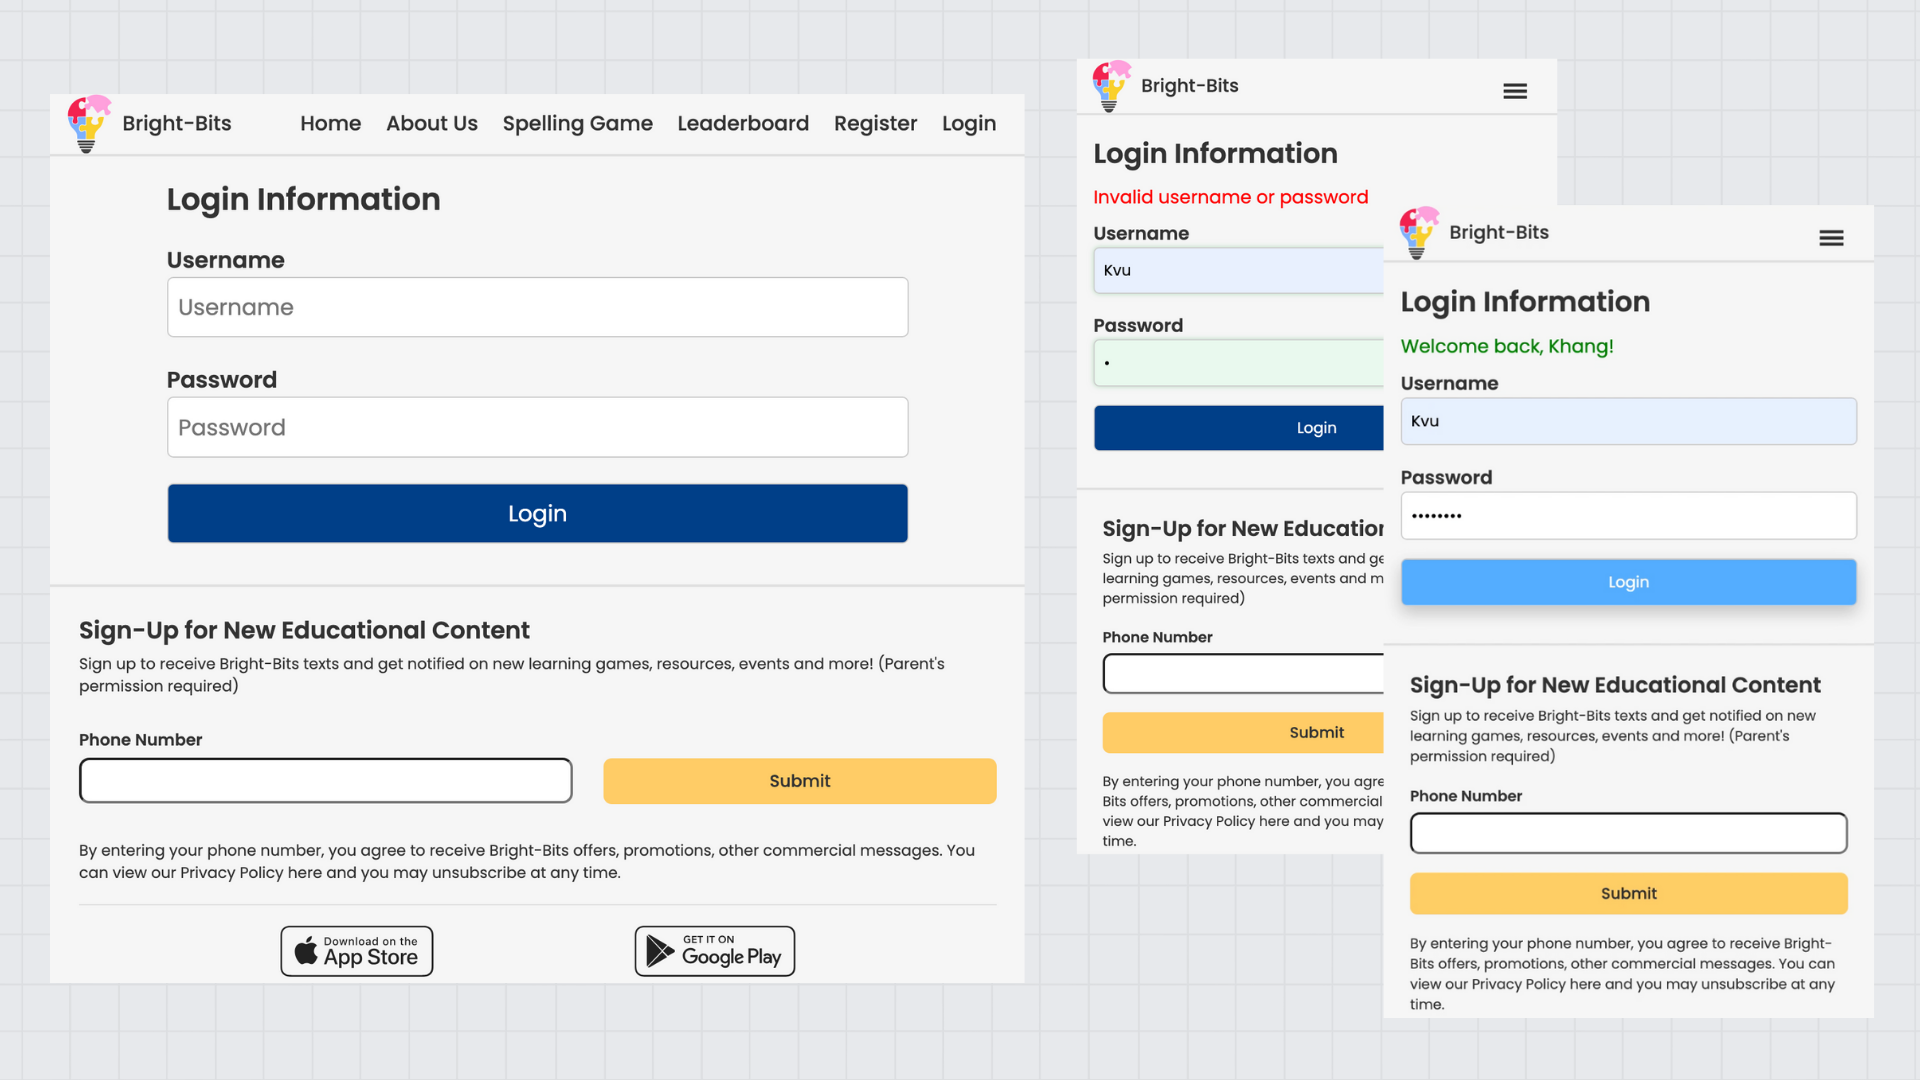 Bright-Bits
Home About Us Spelling Game Leaderboard Register Login
Login Information
Username
Username
Password
Password
Login
Sign-Up for New Educational Content
Sign up to receive Bright-Bits texts and get notified on new learning games, resources, events and more! (Parent's
permission required)
Phone Number
Submit
By entering your phone number, you agree to receive Bright-Bits offers, promotions, other commercial messages. You
can view our Privacy Policy here and you may unsubscribe at any time.
Download on the
App Store
GET IT ON
Google Play
Bright-Bits
Login Information
Invalid username or password
Username
Kvu
Password
Login
Sign-Up for New Education
Sign up to receive Bright-Bits texts and ge
learning games, resources, events and m
permission required)
Phone Number
Submit
By entering your phone number, you agre
Bits offers, promotions, other commercial
view our Privacy Policy here and you may
time.
Bright-Bits
Login Information
Welcome back, Khang!
Username
Kvu
Password
Login
Sign-Up for New Educational Content
Sign up to receive Bright-Bits texts and get notified on new
learning games, resources, events and more! (Parent's
permission required)
Phone Number
Submit
By entering your phone number, you agree to receive Bright-
Bits offers, promotions, other commercial messages. You can
view our Privacy Policy here and you may unsubscribe at any
time.